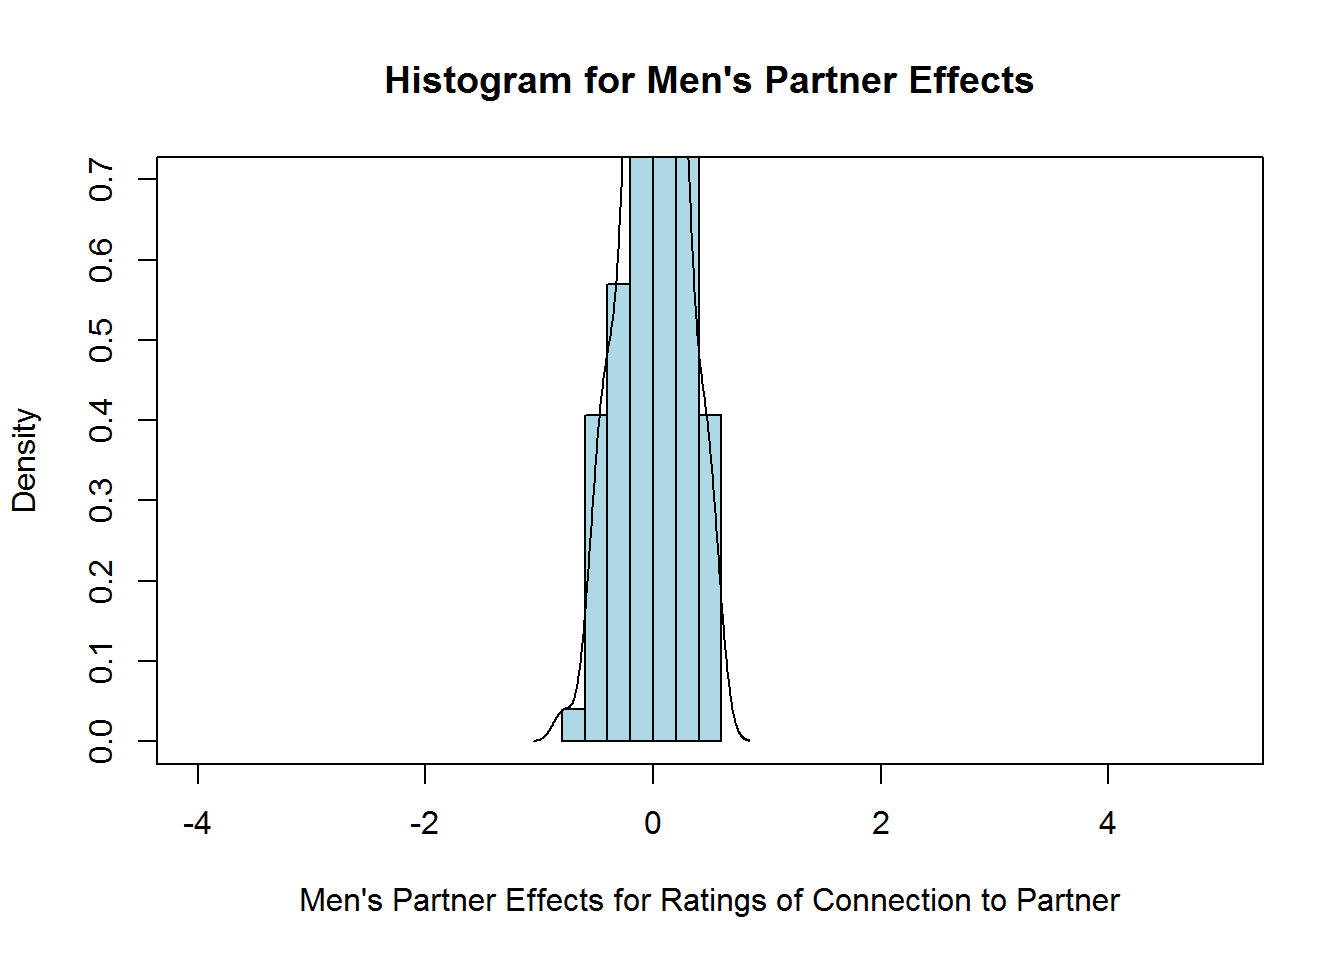 Histogram for Men's Partner Effects
0.7
0.6
0.5
0.4
0.3
0.2
0.1
0.0
Density
-4 -2 0 2 4
Men's Partner Effects for Ratings of Connection to Partner